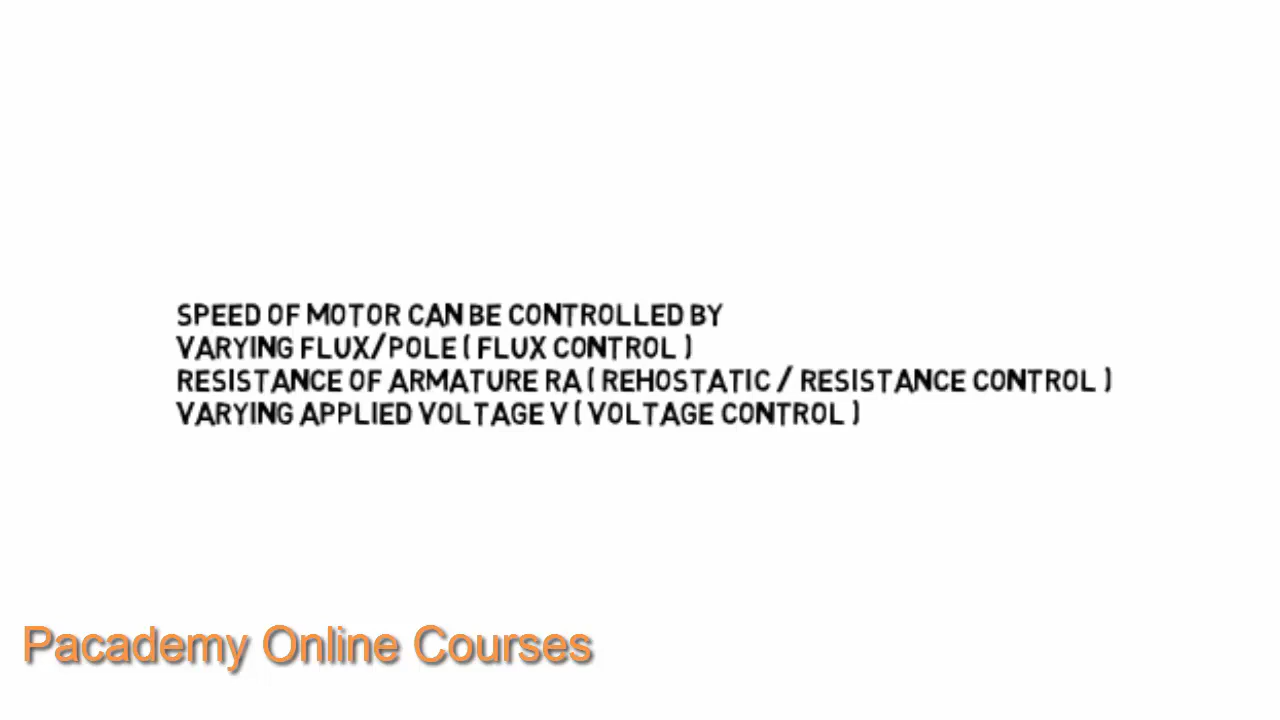 SPEED OF MOTOR CAN BE CONTROLLED BY
VARYING FLUX/POLE ( FLUX CONTROL )
RESISTANCE OF ARMATURE RA ( REHOSTATIC / RESISTANCE CONTROL )
VARYING APPLIED VOLTAGE V ( VOLTAGE CONTROL )
Pacademy Online Courses